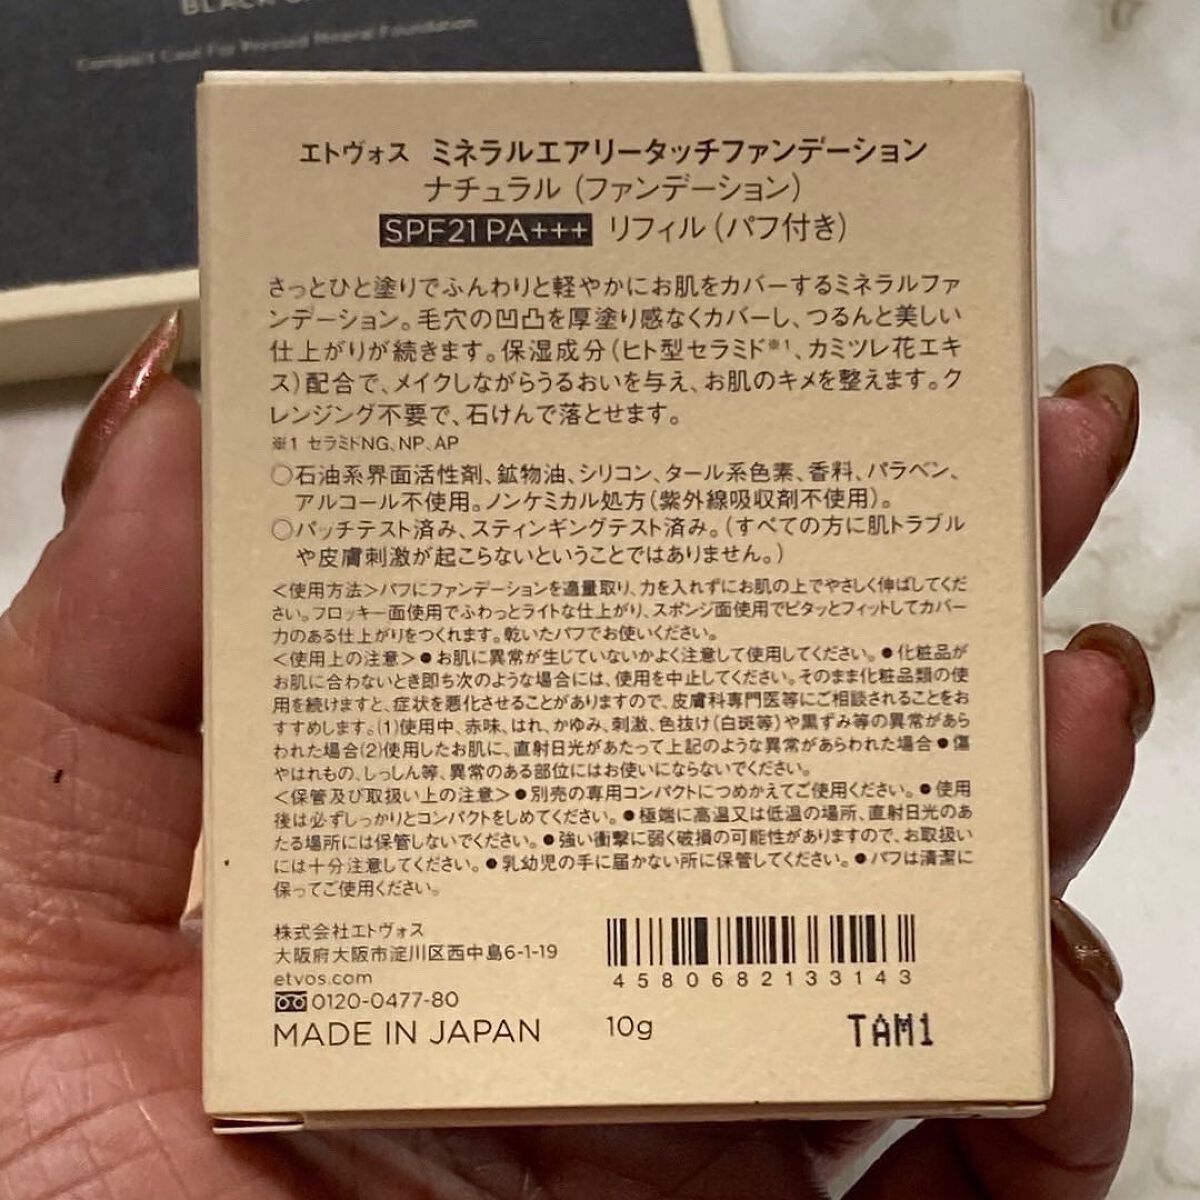 Compact Case For Pressed Mineral Foundation
エトヴォス ミネラルエアリータッチファンデーション
ナチュラル（ファンデーション）
SPF21 PA+++ リフィル（パフ付き）
さっとひと塗りでふんわりと軽やかにお肌をカバーするミネラルファ
ンデーション。毛穴の凹凸を厚塗り感なくカバーし、つるんと美しい
仕上がりが続きます。保湿成分（ヒト型セラミド※1、カミツレ花エキ
ス）配合で、メイクしながらうるおいを与え、お肌のキメを整えます。ク
レンジング不要で、石けんで落とせます。
※1 セラミドNG、NP、AP
○石油系界面活性剤、鉱物油、シリコン、タール系色素、香料、パラベン、
アルコール不使用。ノンケミカル処方（紫外線吸収剤不使用）。
○パッチテスト済み、スティンギングテスト済み。（すべての方に肌トラブル
や皮膚刺激が起こらないということではありません。）
＜使用方法＞パフにファンデーションを適量取り、力を入れずにお肌の上でやさしく伸ばしてくだ
さい。フロッキー面使用でふわっとライトな仕上がり、スポンジ面使用でピタッとフィットしてカバー
力のある仕上がりをつくれます。乾いたパフでお使いください。
＜使用上の注意＞●お肌に異常が生じていないかよく注意して使用してください。●化粧品が
お肌に合わないとき即ち次のような場合には、使用を中止してください。そのまま化粧品類の使
用を続けますと、症状を悪化させることがありますので、皮膚科専門医等にご相談されることをお
すすめします。(1)使用中、赤味、はれ、かゆみ、刺激、色抜け（白斑等）や黒ずみ等の異常があら
われた場合(2)使用したお肌に、直射日光があたって上記のような異常があらわれた場合●傷
やはれもの、しっしん等、異常のある部位にはお使いにならないでください。
＜保管及び取扱い上の注意＞●別売の専用コンパクトにつめかえてご使用ください。●使用
後は必ずしっかりとコンパクトをしめてください。●極端に高温又は低温の場所、直射日光のあ
たる場所には保管しないでください。●強い衝撃に弱く破損の可能性がありますので、お取扱い
には十分注意してください。●乳幼児の手に届かない所に保管してください。●パフは清潔に
保ってご使用ください。
株式会社エトヴォス
大阪府大阪市淀川区西中島6-1-19
etvos.com
0120-0477-80
MADE IN JAPAN
4580682133143
10g
TAM1